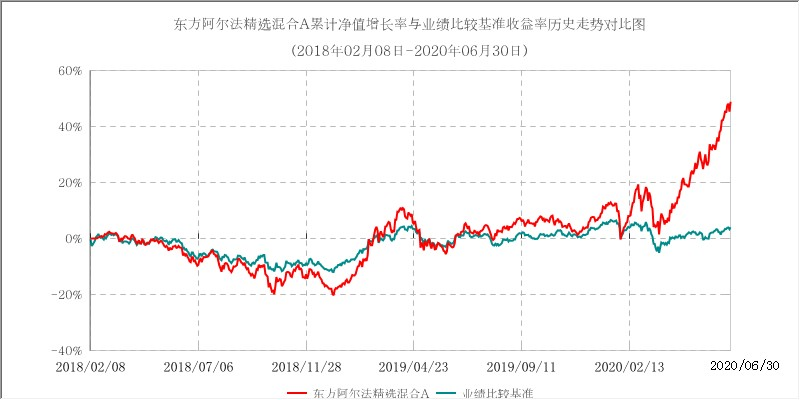 东方阿尔法精选混合A累计净值增长率与业绩比较基准收益率历史走势对比图
(2018年02月08日-2020年06月30日)
60%
40%
20%
0%
-20%
-40%
2018/02/08 2018/07/06 2018/11/28 2019/04/23 2019/09/11 2020/02/13 2020/06/30
东方阿尔法精选混合A 业绩比较基准